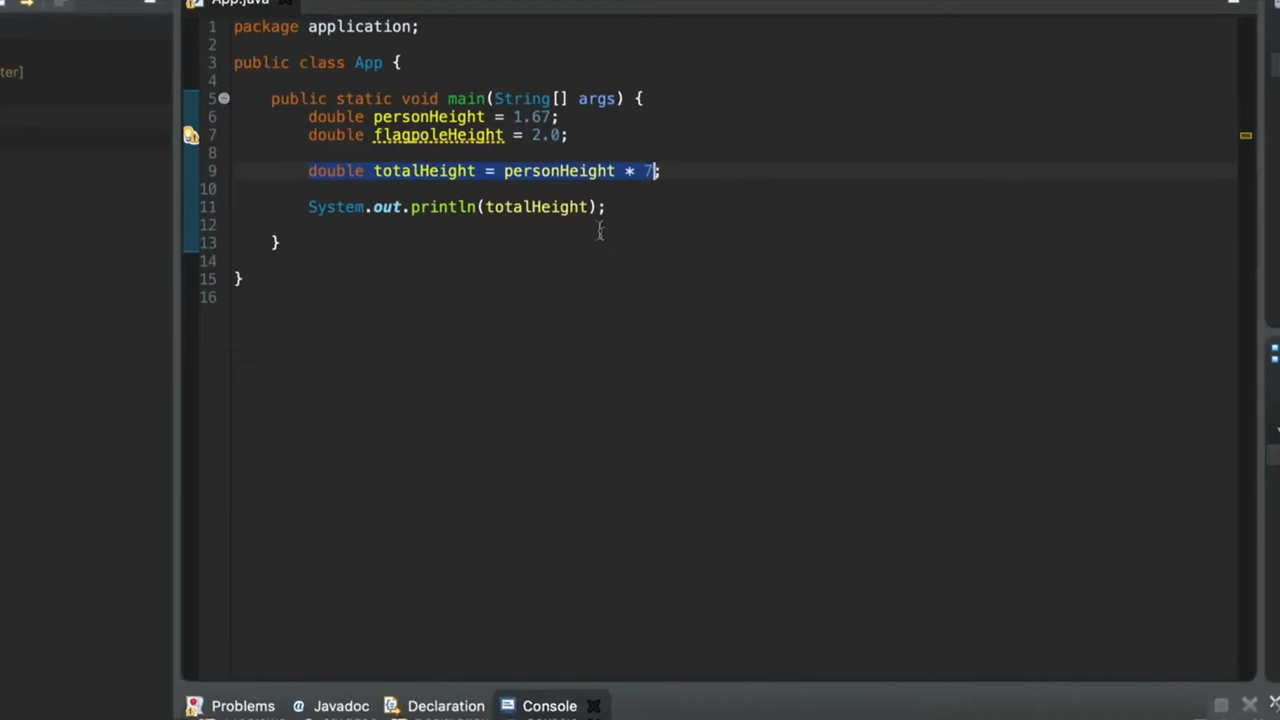 App.java
ter]
1 package application;
2
3 public class App {
4
5 public static void main(String[] args) {
6 double personHeight = 1.67;
7 double flagpoleHeight = 2.0;
8
9 double totalHeight = personHeight * 7;
10
11 System.out.println(totalHeight);
12
13 }
14
15 }
16
Problems @ Javadoc Declaration Console